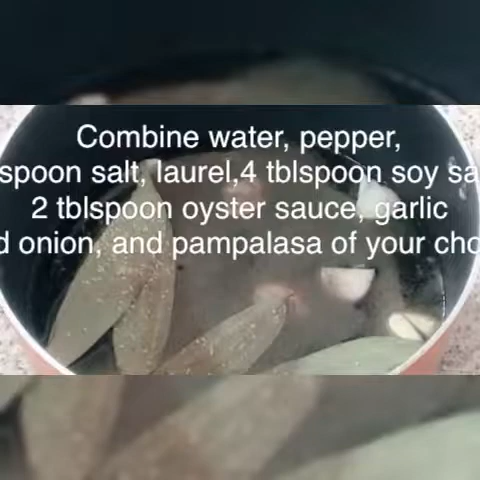 Combine water, pepper,
spoon salt, laurel,4 tblspoon soy sa
2 tblspoon oyster sauce, garlic
d onion, and pampalasa of your cho